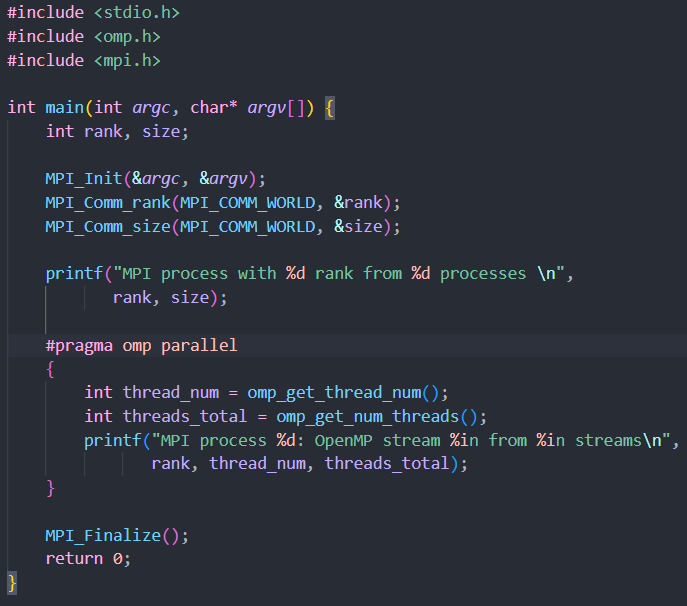 #include <stdio.h>
#include <omp.h>
#include <mpi.h>

int main(int argc, char* argv[]) {
    int rank, size;

    MPI_Init(&argc, &argv);
    MPI_Comm_rank(MPI_COMM_WORLD, &rank);
    MPI_Comm_size(MPI_COMM_WORLD, &size);

    printf("MPI process with %d rank from %d processes \n",
           rank, size);

    #pragma omp parallel
    {
        int thread_num = omp_get_thread_num();
        int threads_total = omp_get_num_threads();
        printf("MPI process %d: OpenMP stream %in from %in streams\n",
               rank, thread_num, threads_total);
    }

    MPI_Finalize();
    return 0;
}